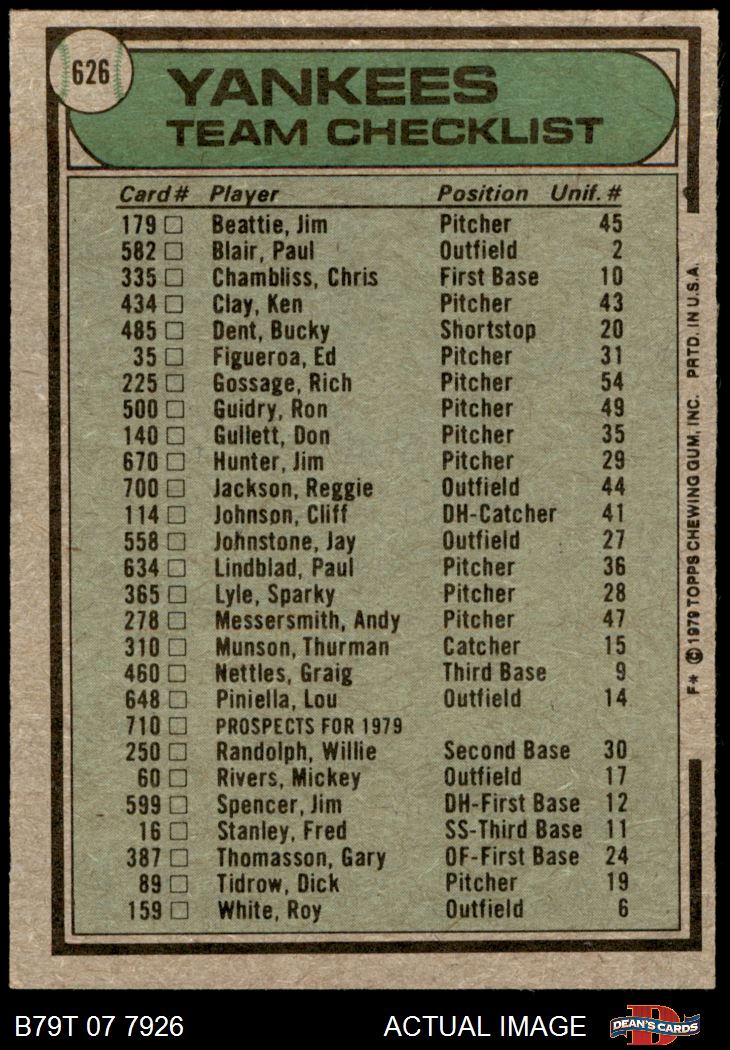 626
YANKEES
TEAM CHECKLIST
Card # Player Position Unif. #
179 Beattie, Jim Pitcher 45
582 Blair, Paul Outfield 2
335 Chambliss, Chris First Base 10
434 Clay, Ken Pitcher 43
485 Dent, Bucky Shortstop 20
35 Figueroa, Ed Pitcher 31
225 Gossage, Rich Pitcher 54
500 Guidry, Ron Pitcher 49
140 Gullett, Don Pitcher 35
670 Hunter, Jim Pitcher 29
700 Jackson, Reggie Outfield 44
114 Johnson, Cliff DH-Catcher 41
558 Johnstone, Jay Outfield 27
634 Lindblad, Paul Pitcher 36
365 Lyle, Sparky Pitcher 28
278 Messersmith, Andy Pitcher 47
310 Munson, Thurman Catcher 15
460 Nettles, Graig Third Base 9
648 Piniella, Lou Outfield 14
710 PROSPECTS FOR 1979
250 Randolph, Willie Second Base 30
60 Rivers, Mickey Outfield 17
599 Spencer, Jim DH-First Base 12
16 Stanley, Fred SS-Third Base 11
387 Thomasson, Gary OF-First Base 24
89 Tidrow, Dick Pitcher 19
159 White, Roy Outfield 6
F* © 1979 TOPPS CHEWING GUM, INC. PRTD. IN U.S.A.
B79T 07 7926 ACTUAL IMAGE
D
DEAN'S CARDS